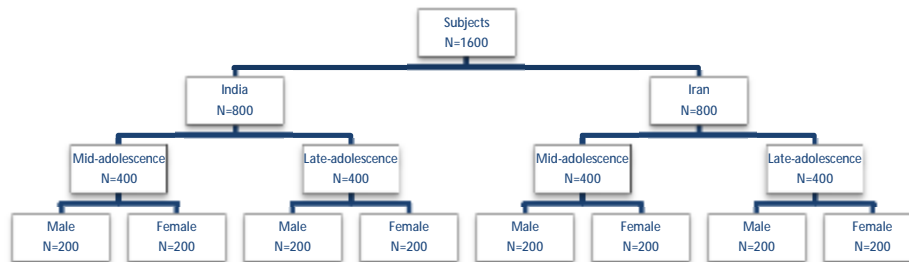 Subjects
N=1600
India
N=800
Iran
N=800
Mid-adolescence
N=400
Late-adolescence
N=400
Mid-adolescence
N=400
Late-adolescence
N=400
Male
N=200
Female
N=200
Male
N=200
Female
N=200
Male
N=200
Female
N=200
Male
N=200
Female
N=200